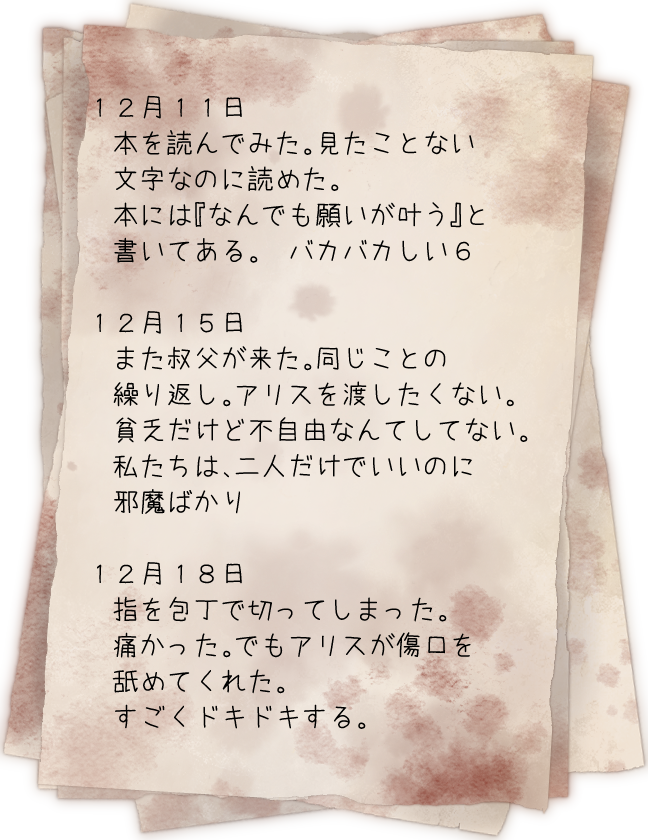 １２月１１日
本を読んでみた。見たことない
文字なのに読めた。
本には『なんでも願いが叶う』と
書いてある。　バカバカしい６
１２月１５日
また叔父が来た。同じことの
繰り返し。アリスを渡したくない。
貧乏だけど不自由なんてしてない。
私たちは、二人だけでいいのに
邪魔ばかり
１２月１８日
指を包丁で切ってしまった。
痛かった。でもアリスが傷口を
舐めてくれた。
すごくドキドキする。